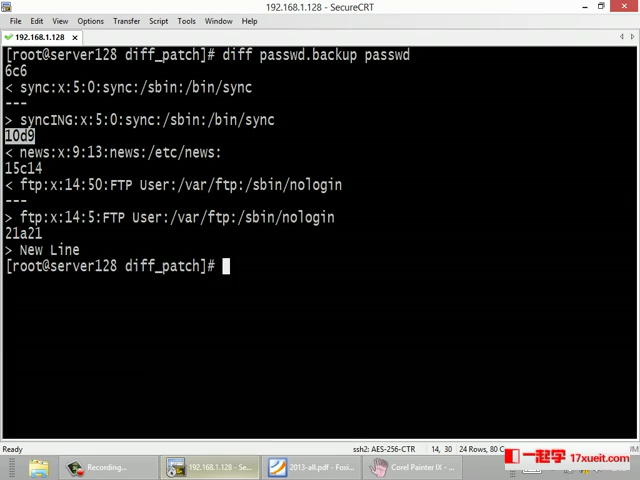 192.168.1.128 - SecureCRT
File Edit View Options Transfer Script Tools Window Help
192.168.1.128
[root@server128 diff_patch]# diff passwd.backup passwd
6c6
< sync:x:5:0:sync:/sbin:/bin/sync
---
> syncING:x:5:0:sync:/sbin:/bin/sync
10d9
< news:x:9:13:news:/etc/news:
15c14
< ftp:x:14:50:FTP User:/var/ftp:/sbin/nologin
---
> ftp:x:14:5:FTP User:/var/ftp:/sbin/nologin
21a21
> New Line
[root@server128 diff_patch]#
Ready ssh2: AES-256-CTR 14, 30 24 Rows, 80 C
Recording... 192.168.1.128 - Se... 2013-all.pdf - Foxi... Corel Painter IX - ...
一起学 17xueit.com